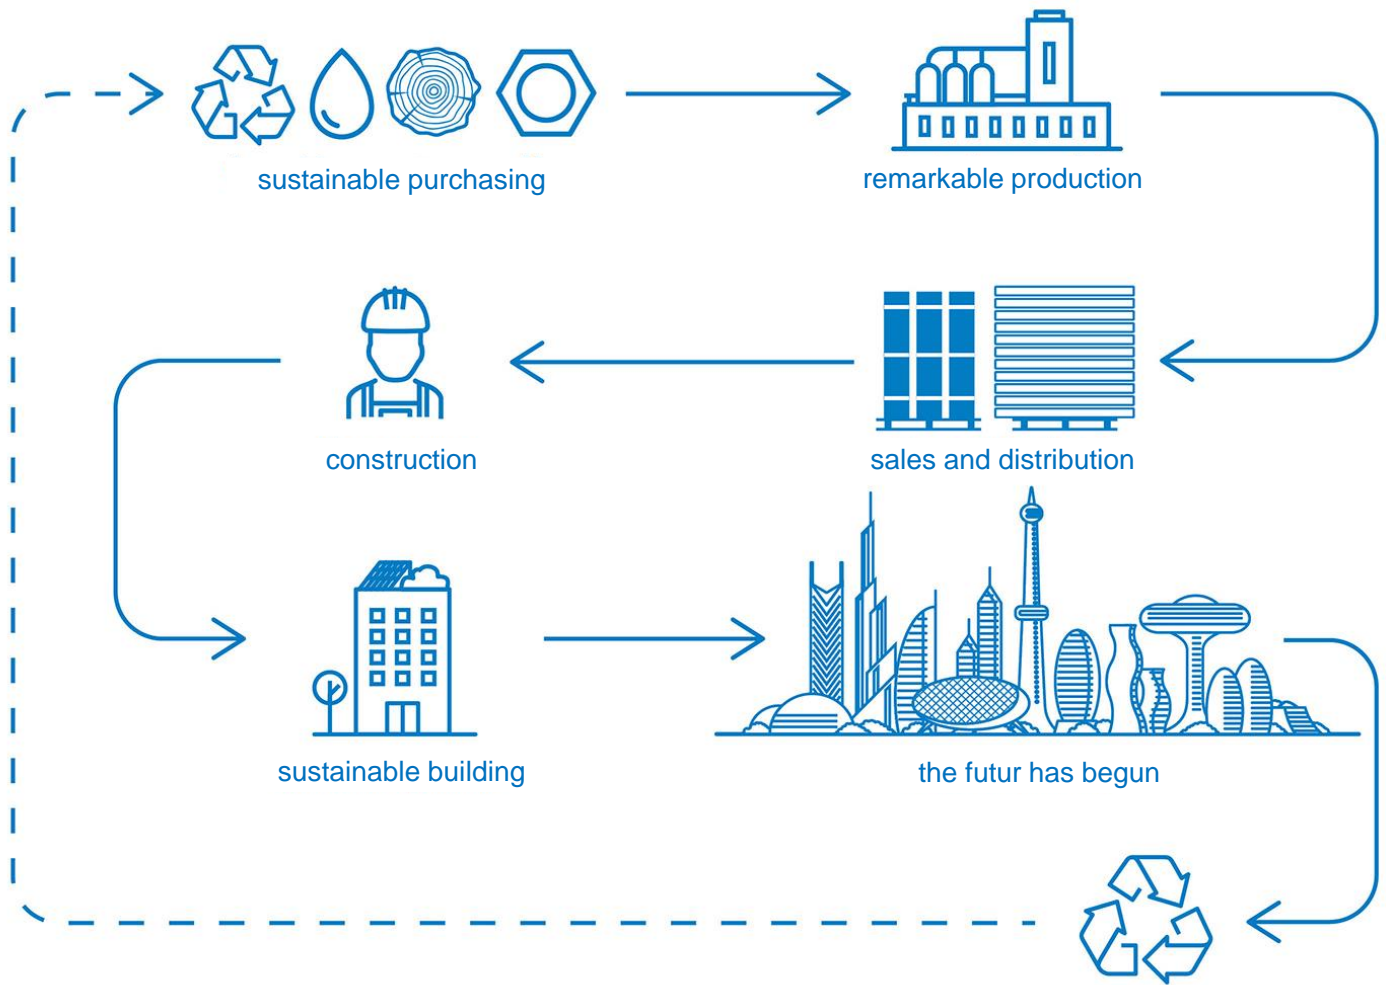 sustainable purchasing
remarkable production
construction
sales and distribution
sustainable building
the futur has begun